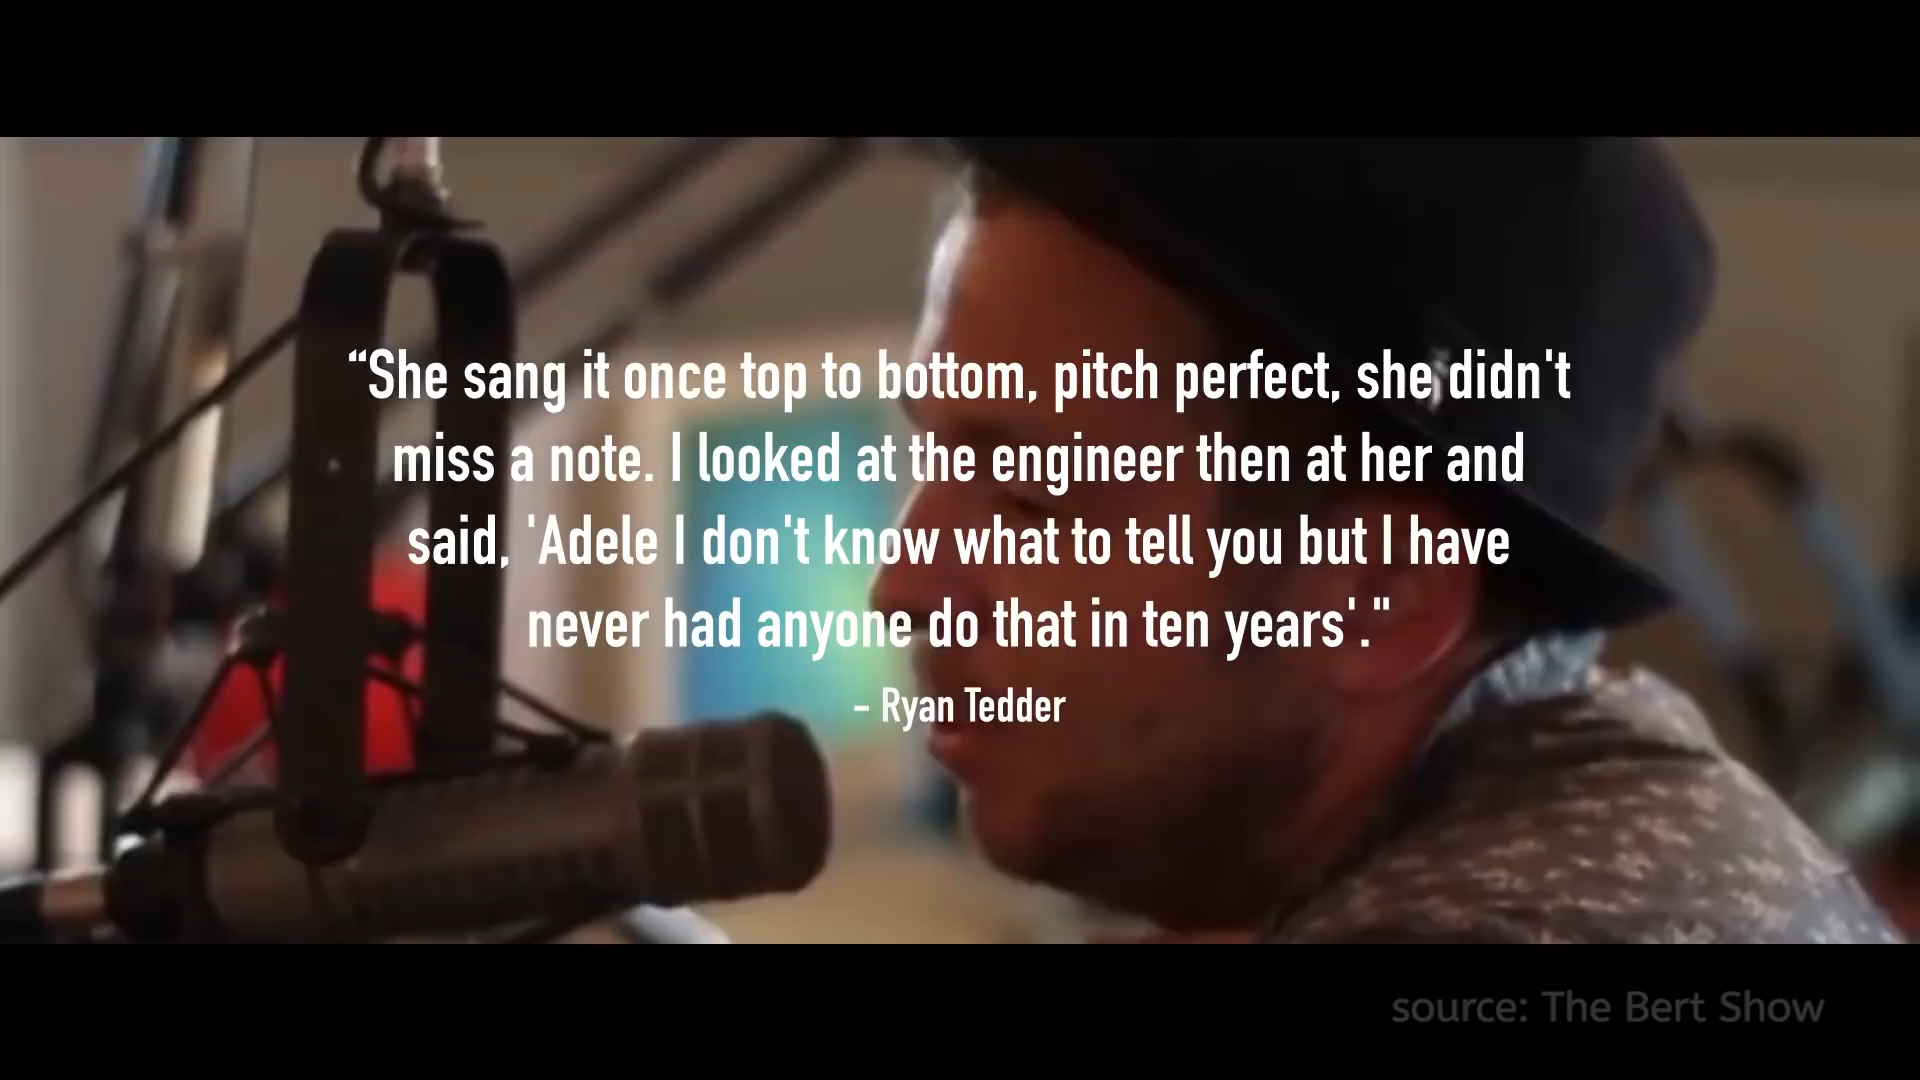 “She sang it once top to bottom, pitch perfect, she didn't
miss a note. I looked at the engineer then at her and
said, 'Adele I don't know what to tell you but I have
never had anyone do that in ten years'."
- Ryan Tedder
source: The Bert Show